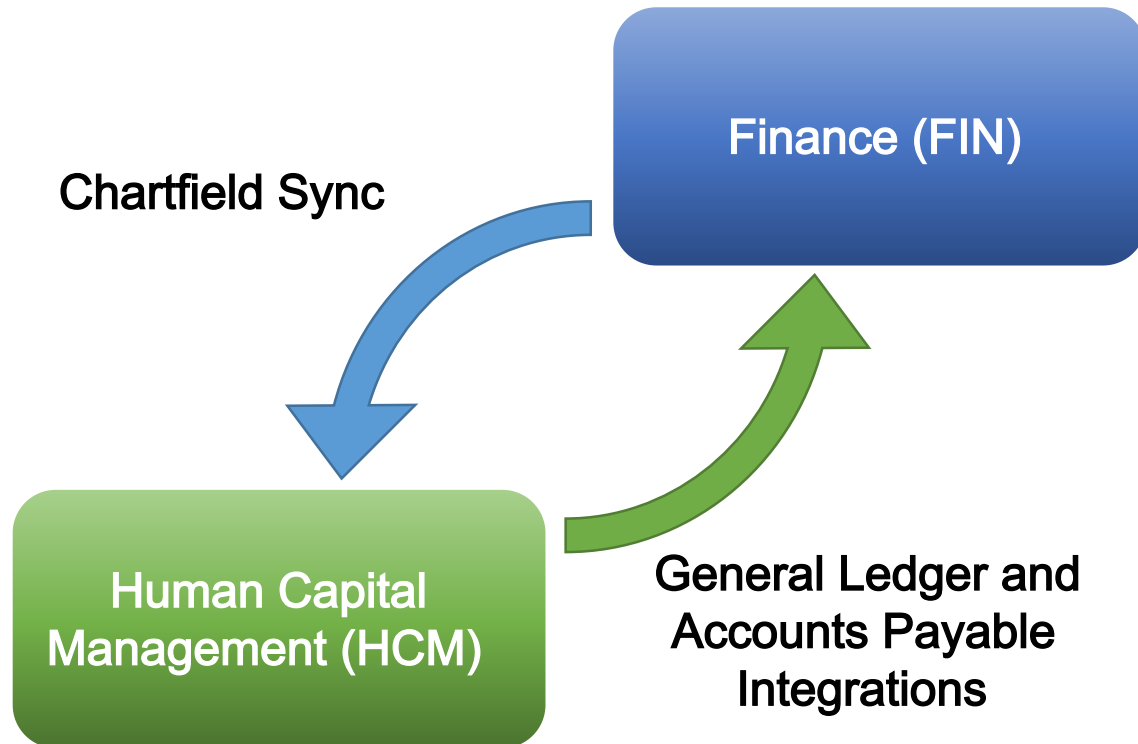 Finance (FIN)
Chartfield Sync
Human Capital
Management (HCM)
General Ledger and
Accounts Payable
Integrations